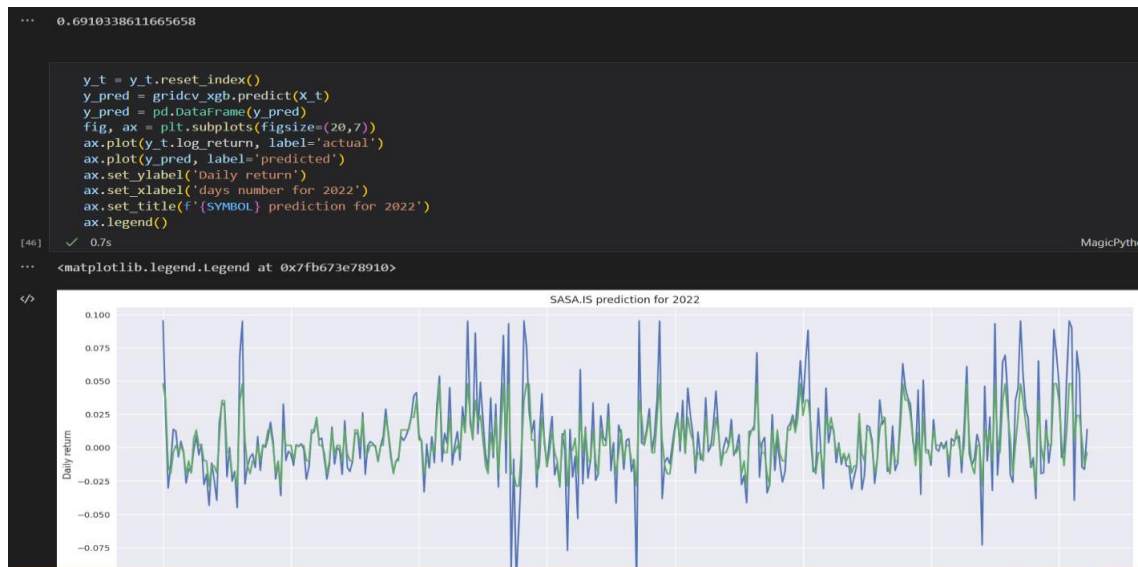 ... 0.6910338611665658
y_t = y_t.reset_index()
y_pred = gridcv_xgb.predict(X_t)
y_pred = pd.DataFrame(y_pred)
fig, ax = plt.subplots(figsize=(20,7))
ax.plot(y_t.log_return, label='actual')
ax.plot(y_pred, label='predicted')
ax.set_ylabel('Daily return')
ax.set_xlabel('days number for 2022')
ax.set_title(f'{SYMBOL} prediction for 2022')
ax.legend()
[46] ✓ 0.7s MagicPyth
... <matplotlib.legend.Legend at 0x7fb673e78910>
</>
SASA.IS prediction for 2022
0.100
0.075
0.050
0.025
0.000
−0.025
−0.050
−0.075
Daily return